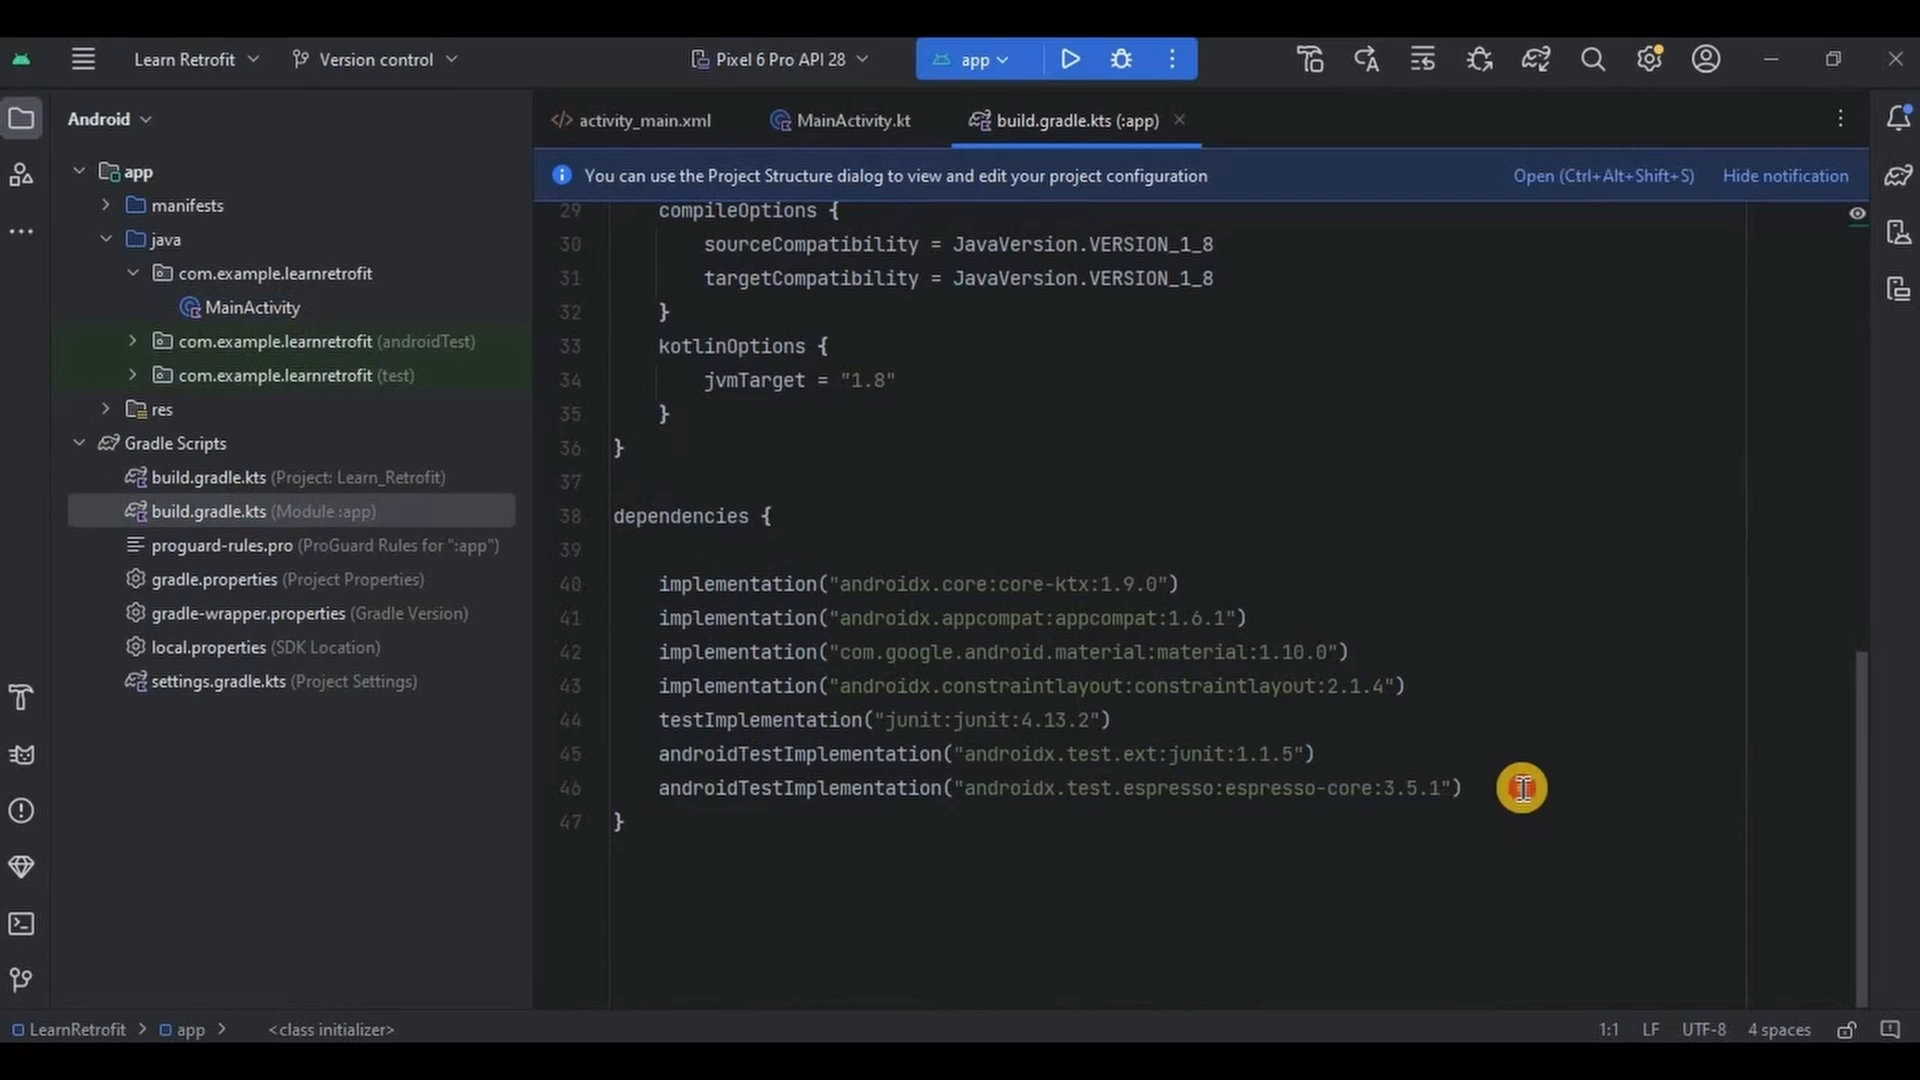 Learn Retrofit
Version control
Pixel 6 Pro API 28
app
Android
app
manifests
java
com.example.learnretrofit
MainActivity
com.example.learnretrofit (androidTest)
com.example.learnretrofit (test)
res
Gradle Scripts
build.gradle.kts (Project: Learn_Retrofit)
build.gradle.kts (Module :app)
proguard-rules.pro (ProGuard Rules for ":app")
gradle.properties (Project Properties)
gradle-wrapper.properties (Gradle Version)
local.properties (SDK Location)
settings.gradle.kts (Project Settings)
activity_main.xml
MainActivity.kt
build.gradle.kts (:app)
You can use the Project Structure dialog to view and edit your project configuration
Open (Ctrl+Alt+Shift+S)
Hide notification
29 compileOptions {
30 sourceCompatibility = JavaVersion.VERSION_1_8
31 targetCompatibility = JavaVersion.VERSION_1_8
32 }
33 kotlinOptions {
34 jvmTarget = "1.8"
35 }
36 }
37
38 dependencies {
39
40 implementation("androidx.core:core-ktx:1.9.0")
41 implementation("androidx.appcompat:appcompat:1.6.1")
42 implementation("com.google.android.material:material:1.10.0")
43 implementation("androidx.constraintlayout:constraintlayout:2.1.4")
44 testImplementation("junit:junit:4.13.2")
45 androidTestImplementation("androidx.test.ext:junit:1.1.5")
46 androidTestImplementation("androidx.test.espresso:espresso-core:3.5.1")
47 }
LearnRetrofit
app
<class initializer>
1:1
LF
UTF-8
4 spaces